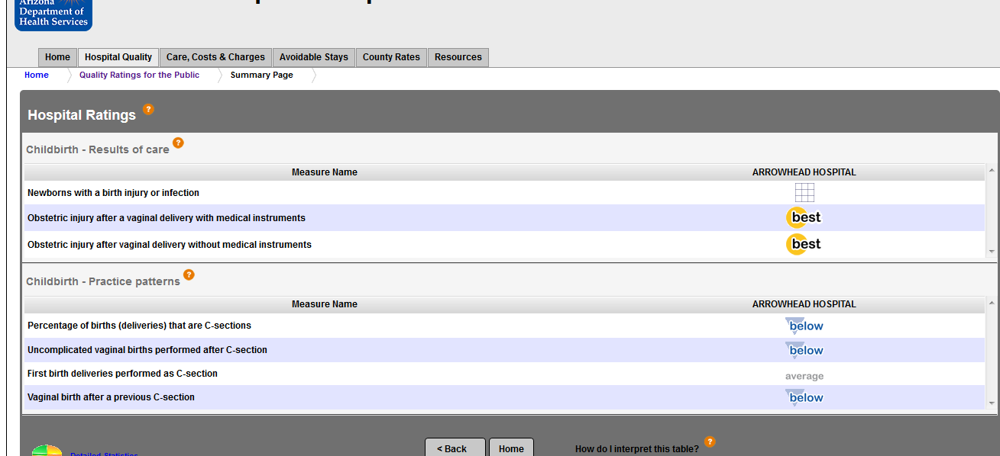 Arizona
Department of
Health Services
Home Hospital Quality Care, Costs & Charges Avoidable Stays County Rates Resources
Home Quality Ratings for the Public Summary Page
Hospital Ratings ?
Childbirth - Results of care ?
Measure Name ARROWHEAD HOSPITAL
Newborns with a birth injury or infection
Obstetric injury after a vaginal delivery with medical instruments best
Obstetric injury after vaginal delivery without medical instruments best
Childbirth - Practice patterns ?
Measure Name ARROWHEAD HOSPITAL
Percentage of births (deliveries) that are C-sections below
Uncomplicated vaginal births performed after C-section below
First birth deliveries performed as C-section average
Vaginal birth after a previous C-section below
Detailed Statistics < Back Home How do I interpret this table? ?